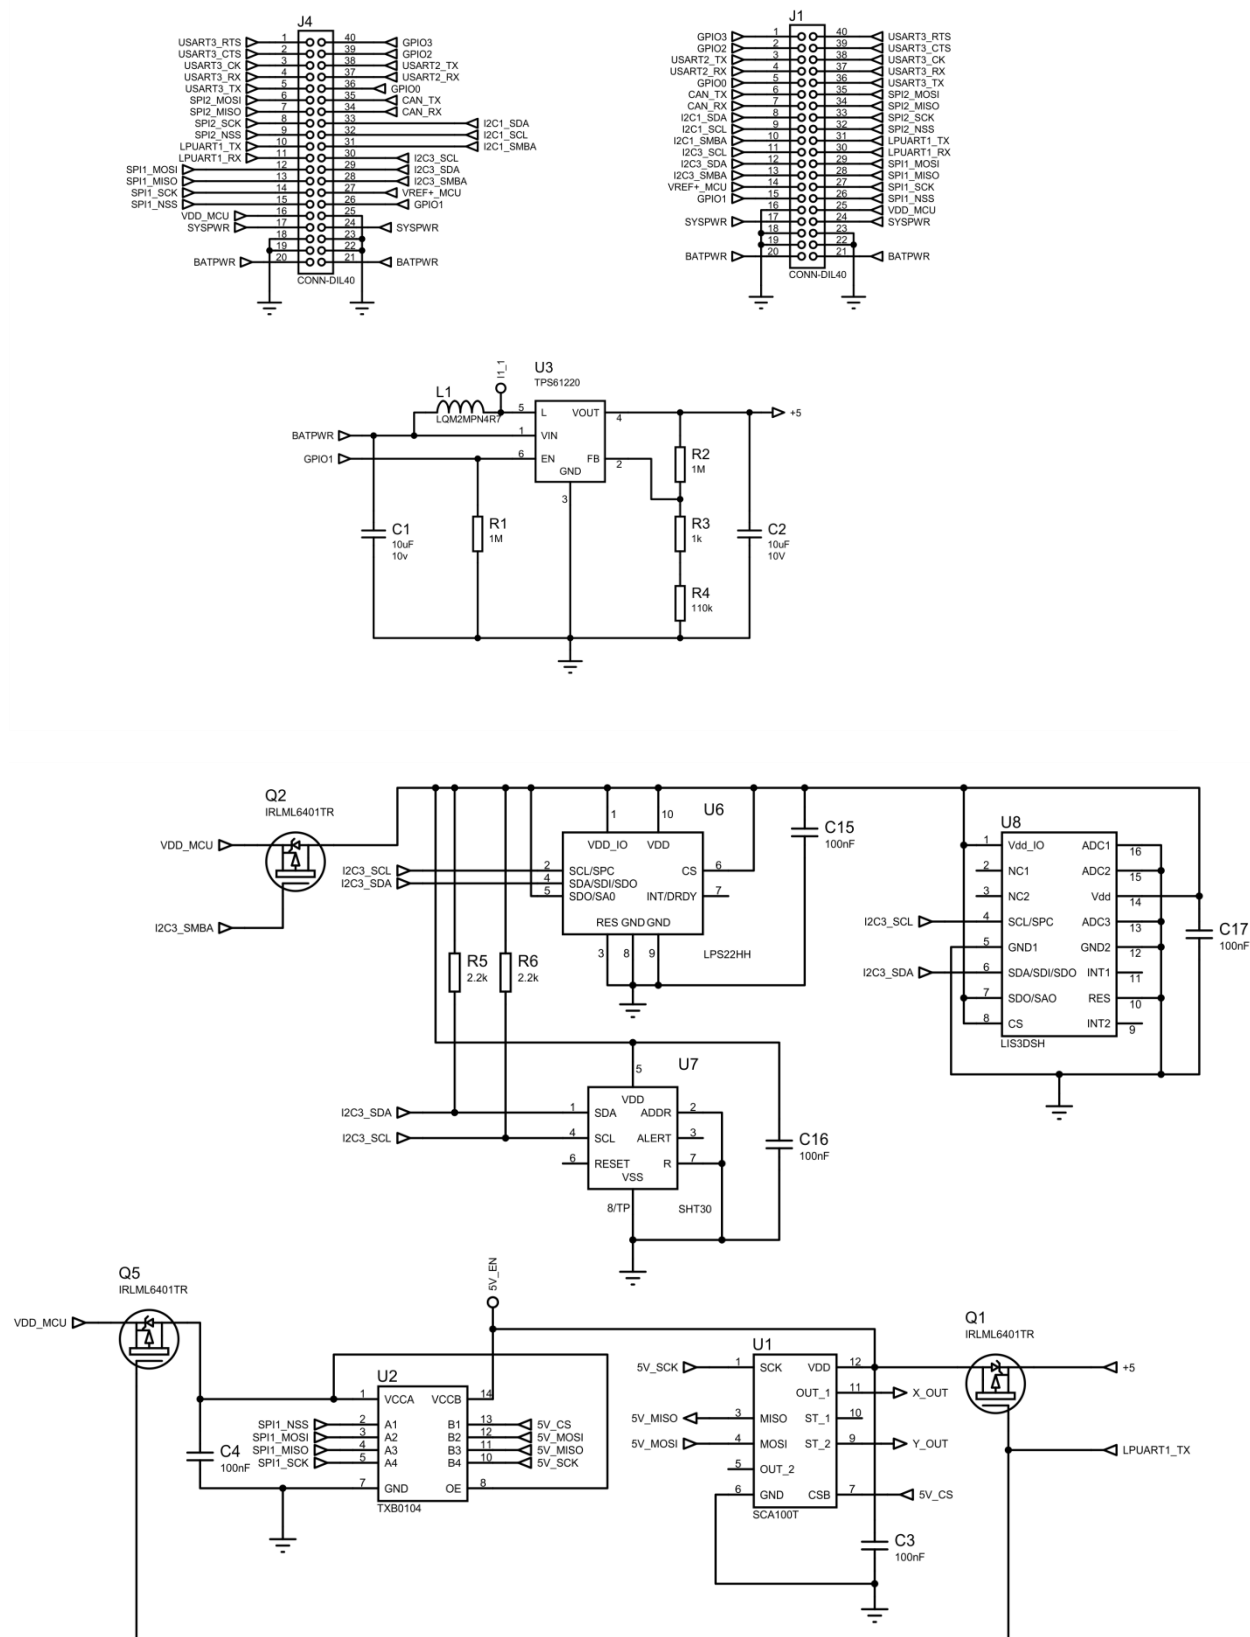 J4
USART3_RTS 1 40 GPIO3
USART3_CTS 2 39 GPIO2
USART3_CK 3 38 USART2_TX
USART3_RX 4 37 USART2_RX
USART3_TX 5 36 GPIO0
SPI2_MOSI 6 35 CAN_TX
SPI2_MISO 7 34 CAN_RX
SPI2_SCK 8 33 I2C1_SDA
SPI2_NSS 9 32 I2C1_SCL
LPUART1_TX 10 31 I2C1_SMBA
LPUART1_RX 11 30 I2C3_SCL
SPI1_MOSI 12 29 I2C3_SDA
SPI1_MISO 13 28 I2C3_SMBA
SPI1_SCK 14 27 VREF+_MCU
SPI1_NSS 15 26 GPIO1
VDD_MCU 16 25
SYSPWR 17 24 SYSPWR
18 23
19 22
BATPWR 20 21 BATPWR
CONN-DIL40
J1
GPIO3 1 40 USART3_RTS
GPIO2 2 39 USART3_CTS
USART2_TX 3 38 USART3_CK
USART2_RX 4 37 USART3_RX
GPIO0 5 36 USART3_TX
CAN_TX 6 35 SPI2_MOSI
CAN_RX 7 34 SPI2_MISO
I2C1_SDA 8 33 SPI2_SCK
I2C1_SCL 9 32 SPI2_NSS
I2C1_SMBA 10 31 LPUART1_TX
I2C3_SCL 11 30 LPUART1_RX
I2C3_SDA 12 29 SPI1_MOSI
I2C3_SMBA 13 28 SPI1_MISO
VREF+_MCU 14 27 SPI1_SCK
GPIO1 15 26 SPI1_NSS
16 25 VDD_MCU
SYSPWR 17 24 SYSPWR
18 23
19 22
BATPWR 20 21 BATPWR
CONN-DIL40
I1_1
U3
TPS61220
L1
LQM2MPN4R7
5 L VOUT 4 +5
BATPWR 1 VIN
GPIO1 6 EN FB 2
GND
3
R2
1M
C1
10uF
10v
R1
1M
R3
1k
C2
10uF
10V
R4
110k
Q2
IRLML6401TR
VDD_MCU
I2C3_SMBA
1 10 U6
VDD_IO VDD
I2C3_SCL 2 SCL/SPC CS 6
I2C3_SDA 4 SDA/SDI/SDO
5 SDO/SA0 INT/DRDY 7
RES GND GND
3 8 9
LPS22HH
C15
100nF
R5
2.2k
R6
2.2k
U8
1 Vdd_IO ADC1 16
2 NC1 ADC2 15
3 NC2 Vdd 14
I2C3_SCL 4 SCL/SPC ADC3 13
5 GND1 GND2 12
I2C3_SDA 6 SDA/SDI/SDO INT1 11
7 SDO/SAO RES 10
8 CS INT2 9
LIS3DSH
C17
100nF
U7
5
VDD
I2C3_SDA 1 SDA ADDR 2
I2C3_SCL 4 SCL ALERT 3
6 RESET R 7
VSS
8/TP
SHT30
C16
100nF
Q5
IRLML6401TR
VDD_MCU
5V_EN
U2
1 VCCA VCCB 14
SPI1_NSS 2 A1 B1 13 5V_CS
SPI1_MOSI 3 A2 B2 12 5V_MOSI
SPI1_MISO 4 A3 B3 11 5V_MISO
SPI1_SCK 5 A4 B4 10 5V_SCK
7 GND OE 8
TXB0104
C4
100nF
U1
5V_SCK 1 SCK VDD 12
OUT_1 11 X_OUT
5V_MISO 3 MISO ST_1 10
5V_MOSI 4 MOSI ST_2 9 Y_OUT
5 OUT_2
6 GND CSB 7 5V_CS
SCA100T
C3
100nF
Q1
IRLML6401TR
+5
LPUART1_TX